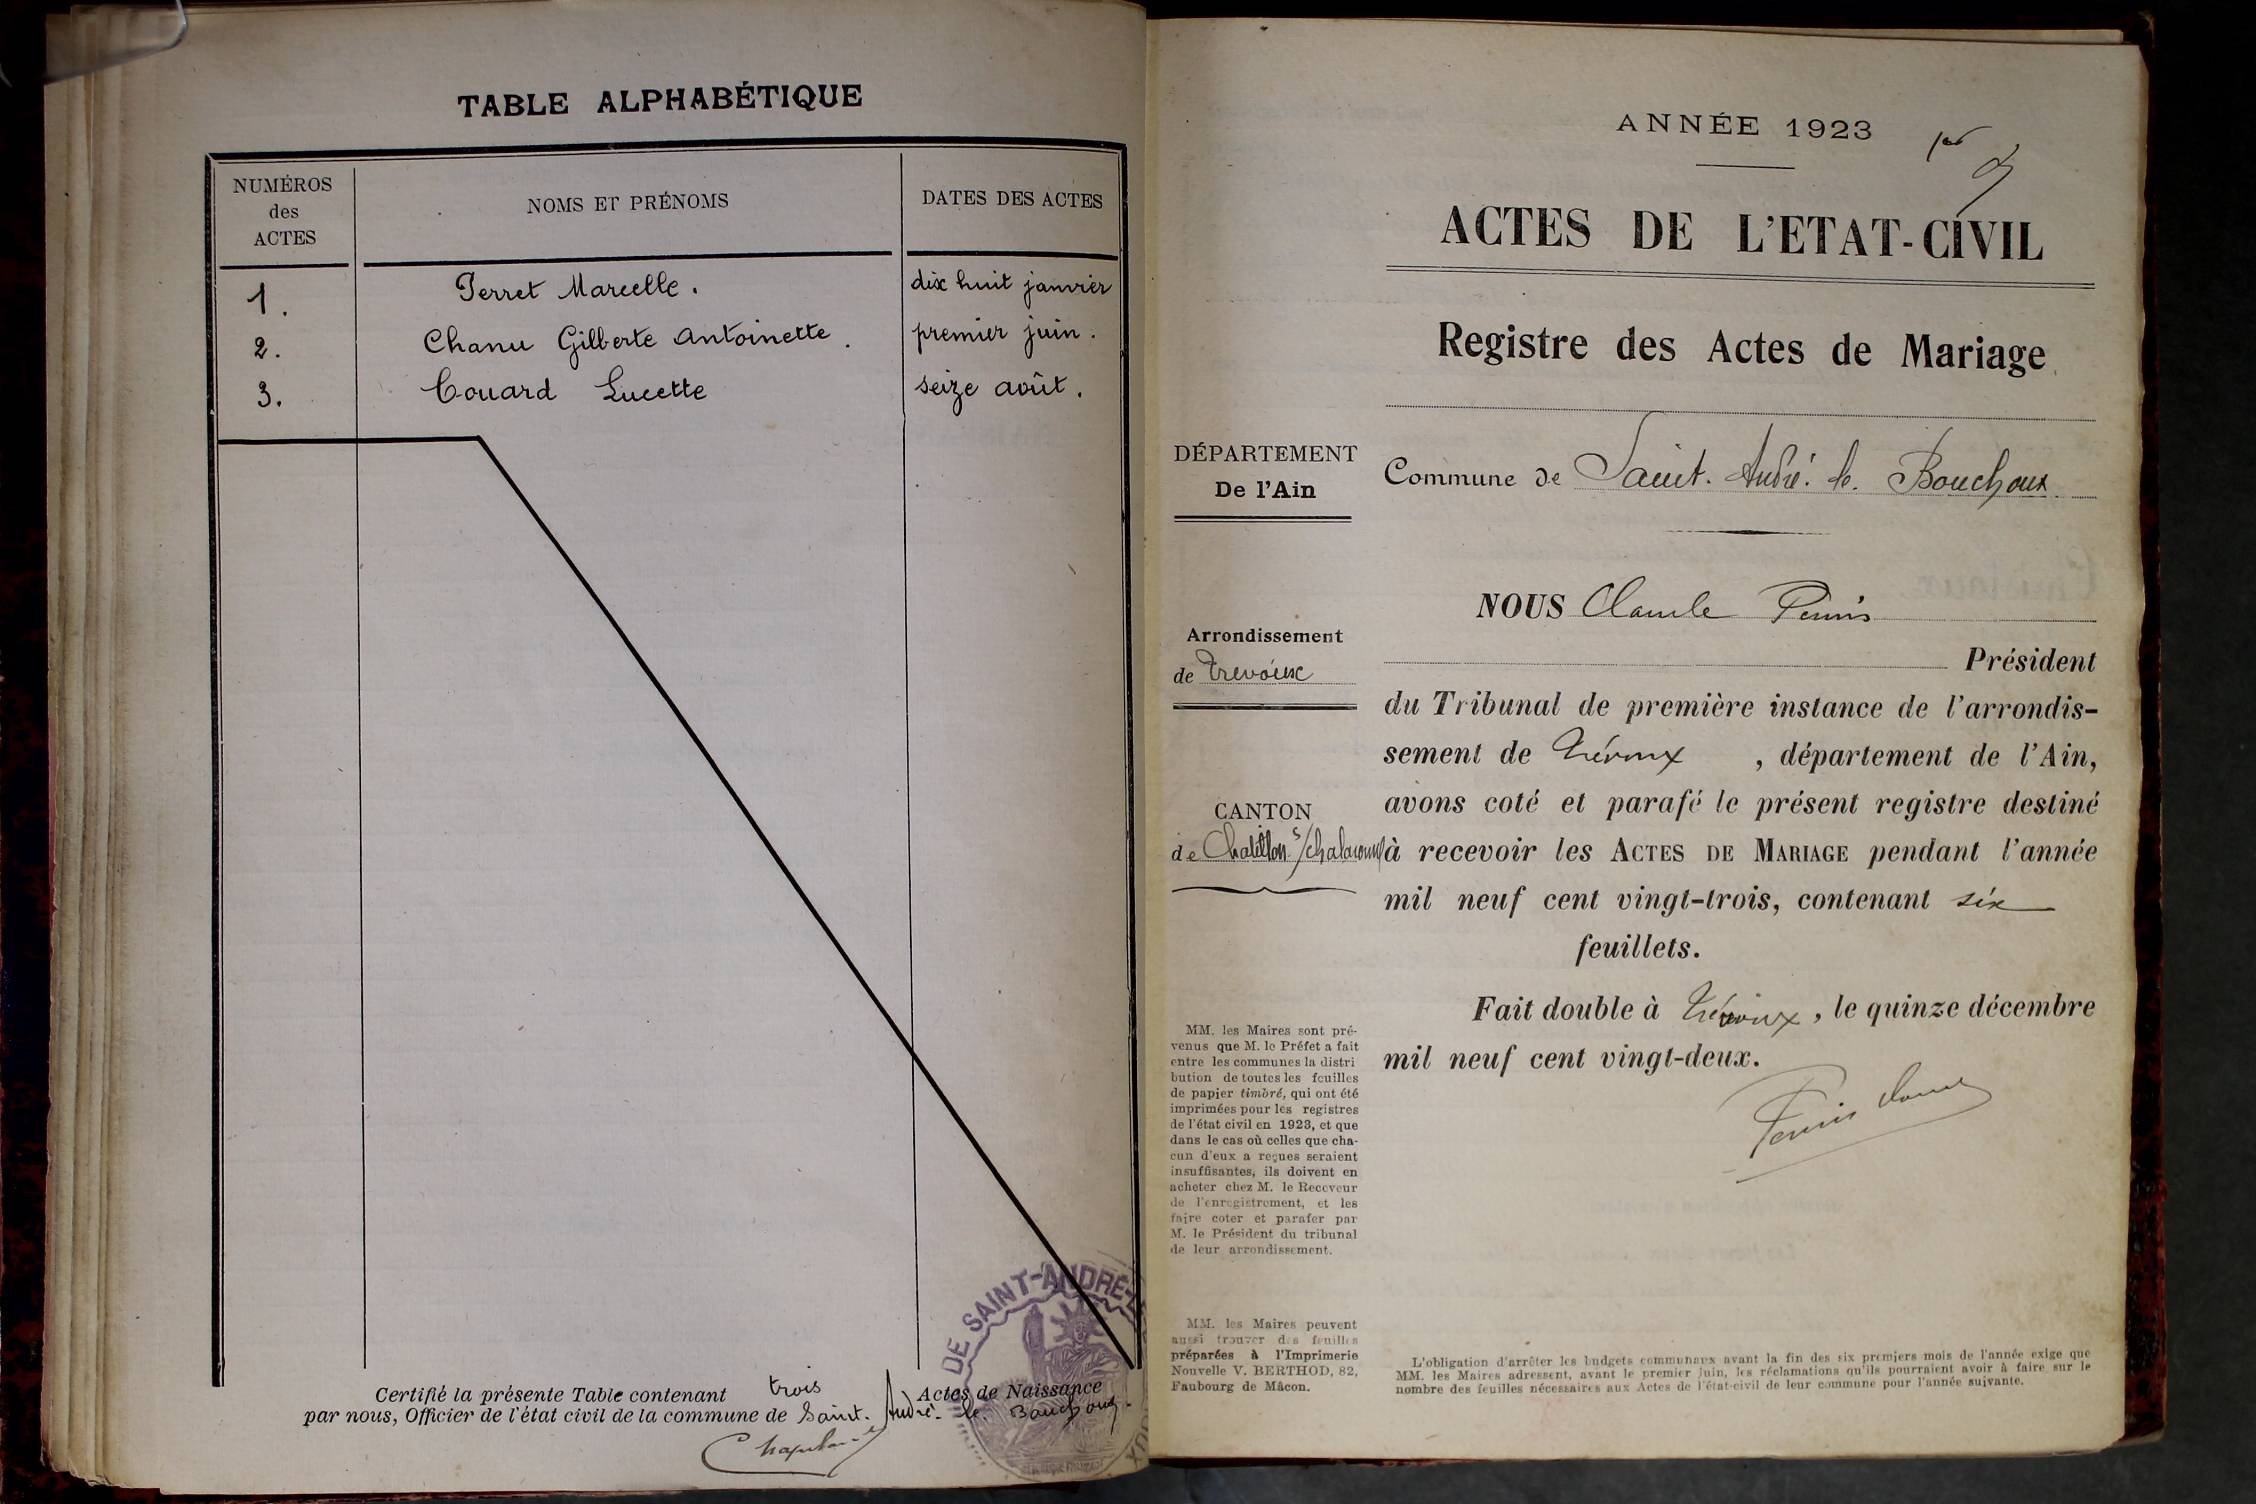 TABLE ALPHABÉTIQUE
NUMÉROS
des
ACTES
NOMS ET PRÉNOMS
DATES DES ACTES
1. Perret Marcelle. dix huit janvier
2. Chanu Gilberte Antoinette. premier juin.
3. Couard Lucette seize août.
DE SAINT-ANDRÉ-
Certifié la présente Table contenant trois Actes de Naissance
par nous, Officier de l'état civil de la commune de Saint. André. le. Bouchoux.
ANNÉE 1923
1er
ACTES DE L'ETAT-CIVIL
Registre des Actes de Mariage
DÉPARTEMENT
De l'Ain
Commune de Saint. André. le. Bouchoux.
NOUS Claude
Arrondissement
de Trevoux
Président
du Tribunal de première instance de l'arrondis-
sement de Trévoux, département de l'Ain,
avons coté et parafé le présent registre destiné
à recevoir les ACTES DE MARIAGE pendant l'année
mil neuf cent vingt-trois, contenant six
feuillets.
CANTON
de Chatillon s/chalaronne
Fait double à Trévoux, le quinze décembre
mil neuf cent vingt-deux.
MM. les Maires sont pré-
venus que M. le Préfet a fait
entre les communes la distri
bution de toutes les feuilles
de papier timbré, qui ont été
imprimées pour les registres
de l'état civil en 1923, et que
dans le cas où celles que cha-
cun d'eux a reçues seraient
insuffisantes, ils doivent en
acheter chez M. le Receveur
de l'enregistrement, et les
faire coter et parafer par
M. le Président du tribunal
de leur arrondissement.
MM. les Maires peuvent
aussi trouver des feuilles
préparées à l'Imprimerie
Nouvelle V. BERTHOD, 82,
Faubourg de Mâcon.
L'obligation d'arrêter les budgets communaux avant la fin des six premiers mois de l'année exige que
MM. les Maires adressent, avant le premier juin, les réclamations qu'ils pourraient avoir à faire sur le
nombre des feuilles nécessaires aux Actes de l'état-civil de leur commune pour l'année suivante.